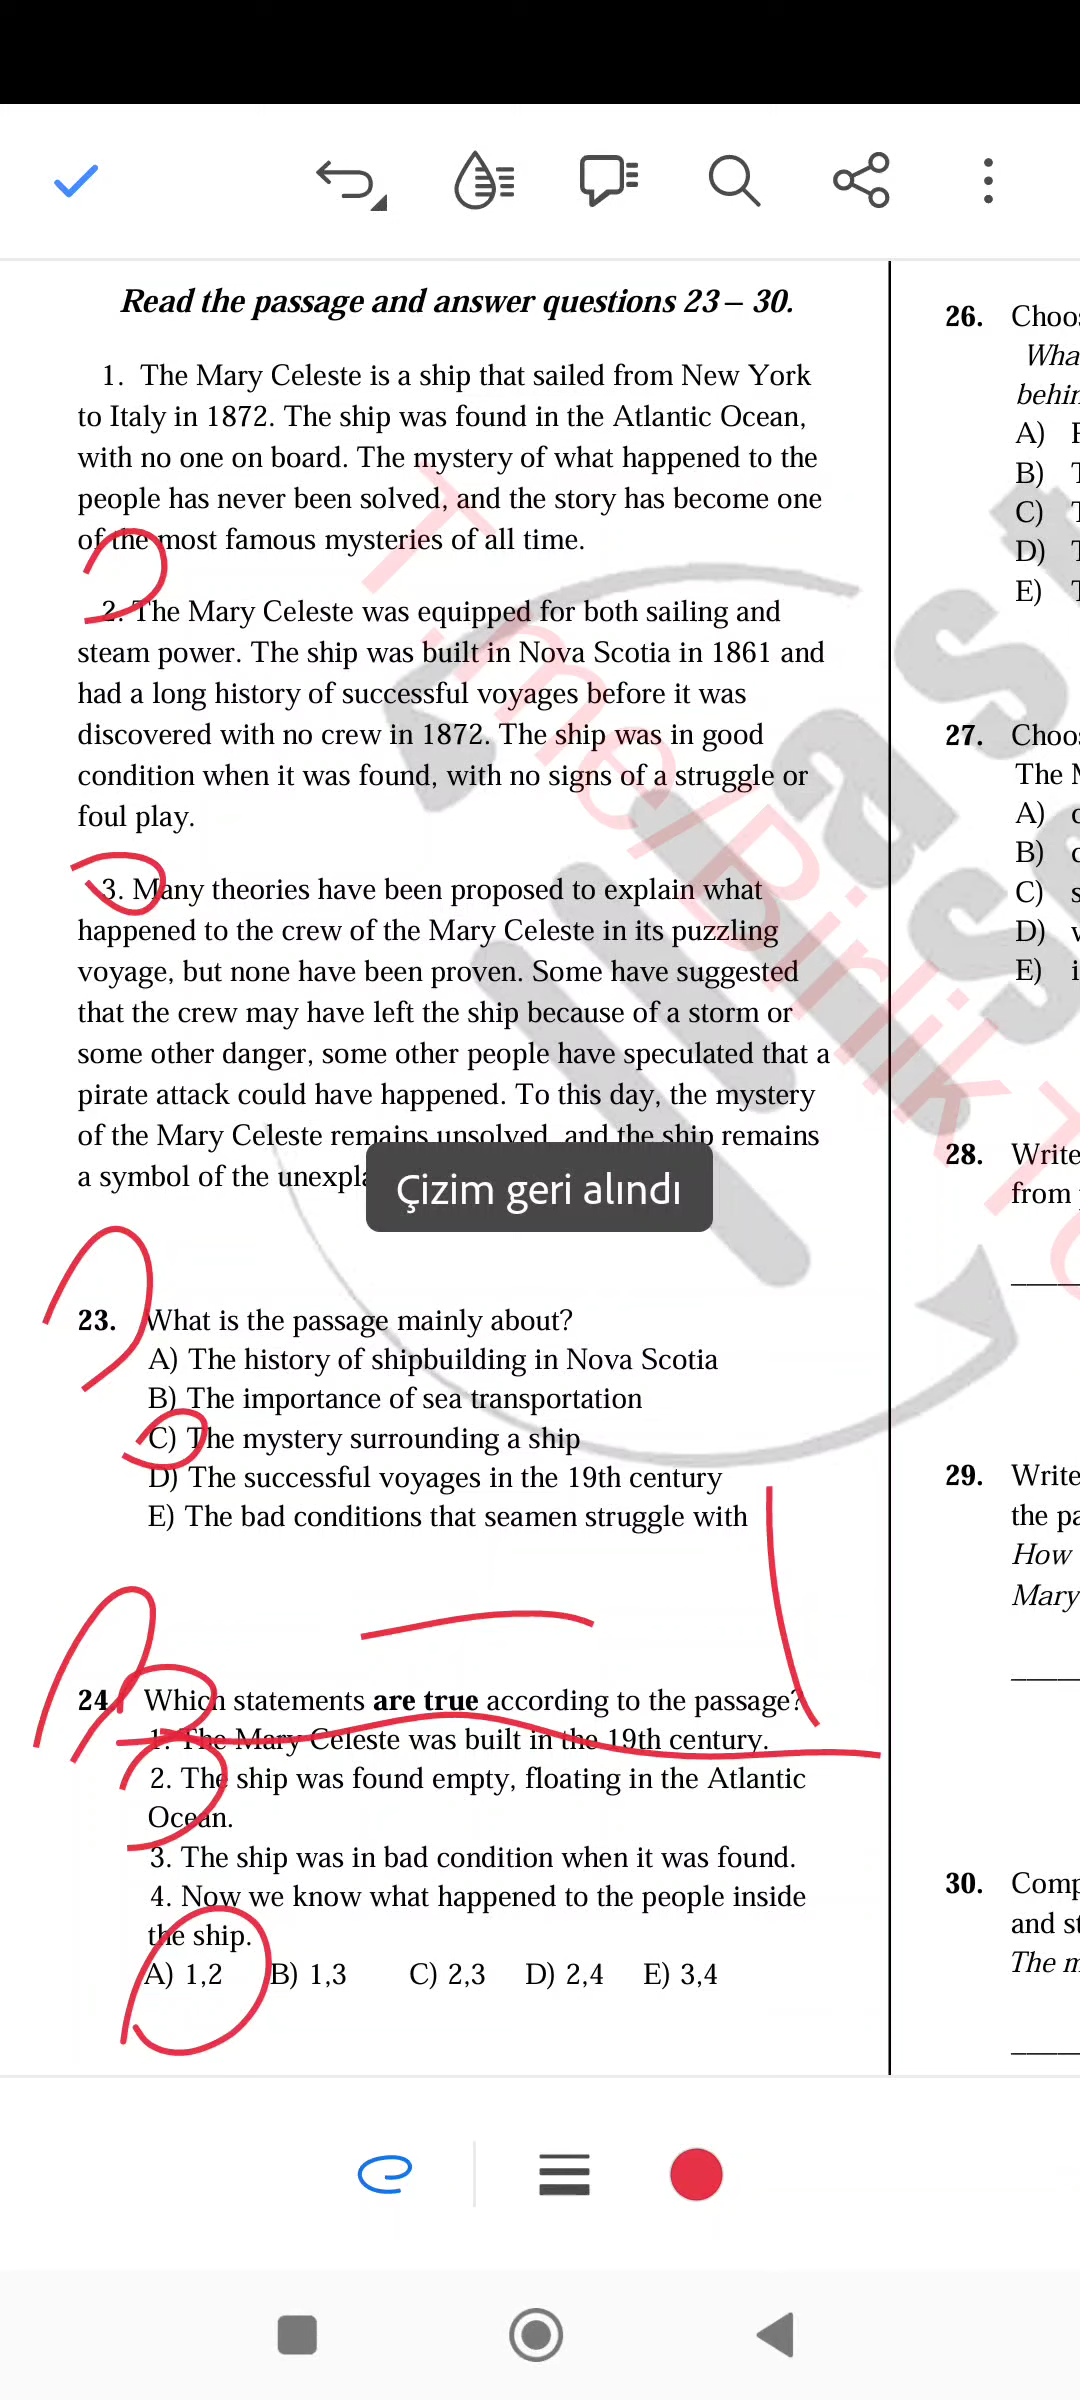 Read the passage and answer questions 23 – 30.
1. The Mary Celeste is a ship that sailed from New York
to Italy in 1872. The ship was found in the Atlantic Ocean,
with no one on board. The mystery of what happened to the
people has never been solved, and the story has become one
of the most famous mysteries of all time.
2. The Mary Celeste was equipped for both sailing and
steam power. The ship was built in Nova Scotia in 1861 and
had a long history of successful voyages before it was
discovered with no crew in 1872. The ship was in good
condition when it was found, with no signs of a struggle or
foul play.
3. Many theories have been proposed to explain what
happened to the crew of the Mary Celeste in its puzzling
voyage, but none have been proven. Some have suggested
that the crew may have left the ship because of a storm or
some other danger, some other people have speculated that a
pirate attack could have happened. To this day, the mystery
of the Mary Celeste remains unsolved, and the ship remains
a symbol of the
Çizim geri alındı
23. What is the passage mainly about?
A) The history of shipbuilding in Nova Scotia
B) The importance of sea transportation
C) The mystery surrounding a ship
D) The successful voyages in the 19th century
E) The bad conditions that seamen struggle with
24. Which statements are true according to the passage?
1. The Mary Celeste was built in the 19th century.
2. The ship was found empty, floating in the Atlantic
Ocean.
3. The ship was in bad condition when it was found.
4. Now we know what happened to the people inside
the ship.
A) 1,2 B) 1,3 C) 2,3 D) 2,4 E) 3,4
26.
A)
B)
C)
D)
E)
27.
The
A)
B)
C)
D)
E)
28. Write
from
29. Write
the
How
Mary
30.
and
The